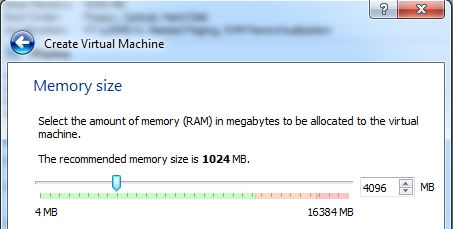 Create Virtual Machine
Memory size
Select the amount of memory (RAM) in megabytes to be allocated to the virtual
machine.
The recommended memory size is 1024 MB.
4096 MB
4 MB 16384 MB